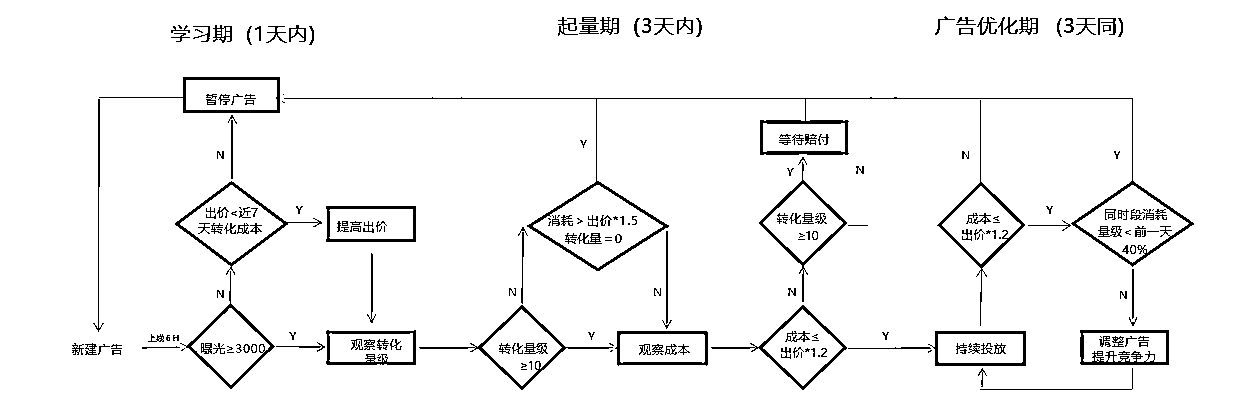 学习期 (1天内)
起量期 (3天内)
广告优化期 (3天同)
暂停广告
等待赔付
N
Y
Y
N
N
Y
出价<近7
天转化成本
Y
提高出价
消耗 > 出价*1.5
转化量 = 0
转化量级
≥10
成本≤
出价*1.2
Y
同时段消耗
量级 < 前一天
40%
N
N
N
N
N
新建广告
上线6H
曝光≥3000
Y
观察转化
量级
转化量级
≥10
Y
观察成本
成本≤
出价*1.2
Y
持续投放
调整广告
提升竞争力